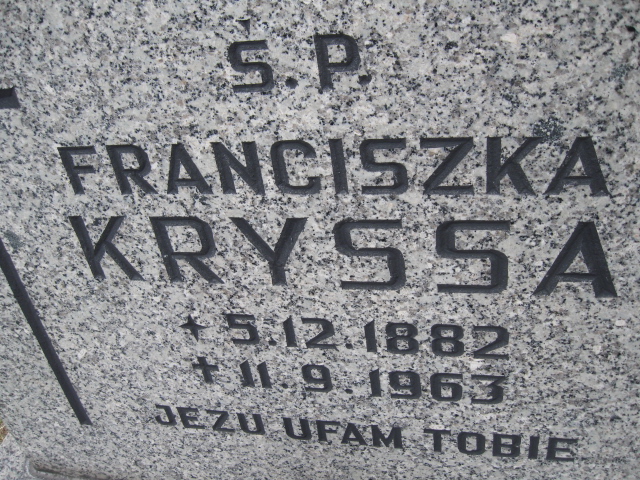 Ś.P.
FRANCISZKA
KRYSSA
✦ 5.12.1882
✝ 11.9.1963
JEZU UFAM TOBIE